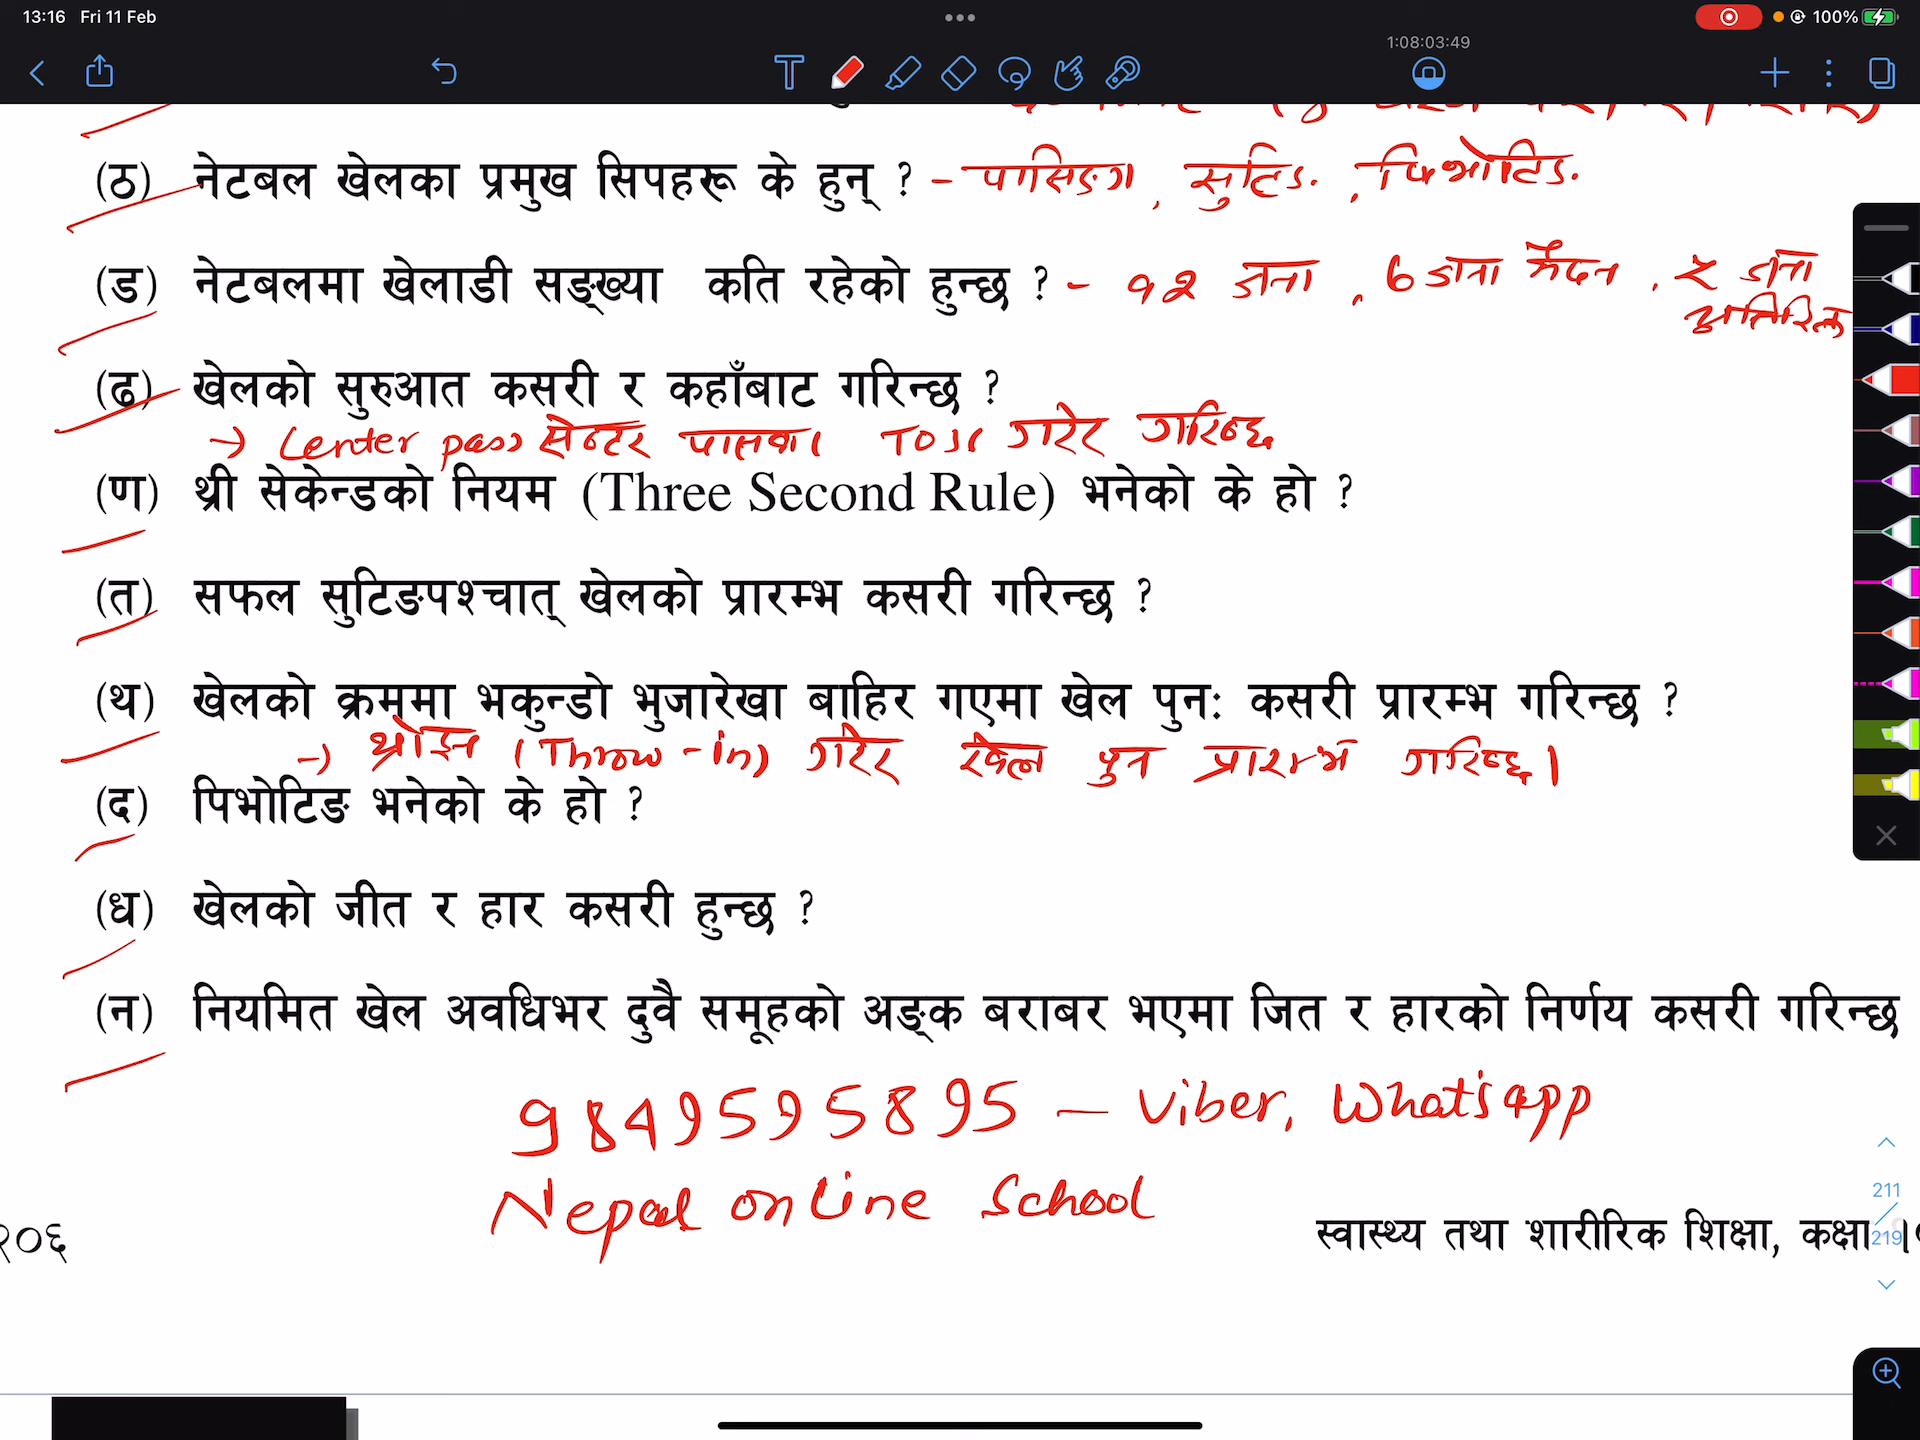 13:16 Fri 11 Feb
100%
1:08:03:49
(ठ) नेटबल खेलका प्रमुख सिपहरू के हुन् ? - पासिङग, सुटिङ. , पिभोटिङ.
(ड) नेटबलमा खेलाडी सङ्ख्या कति रहेको हुन्छ ? - १२ जना , ७ जना मैदान , ५ जना
अतिरिक्त
(ढ) खेलको सुरुआत कसरी र कहाँबाट गरिन्छ ?
→ Center pass सेन्टर पासका Toss गरेर गरिन्छ
(ण) थ्री सेकेन्डको नियम (Three Second Rule) भनेको के हो ?
(त) सफल सुटिङपश्चात् खेलको प्रारम्भ कसरी गरिन्छ ?
(थ) खेलको क्रममा भकुन्डो भुजारेखा बाहिर गएमा खेल पुनः कसरी प्रारम्भ गरिन्छ ?
→ थ्रोइन (Throw-in) गरेर खेल पुन प्रारम्भ गरिन्छ।
(द) पिभोटिङ भनेको के हो ?
(ध) खेलको जीत र हार कसरी हुन्छ ?
(न) नियमित खेल अवधिभर दुवै समूहको अङ्क बराबर भएमा जित र हारको निर्णय कसरी गरिन्छ
9849595895 — Viber, Whatsapp
Nepal online School
२०६ स्वास्थ्य तथा शारीरिक शिक्षा, कक्षा
211
219